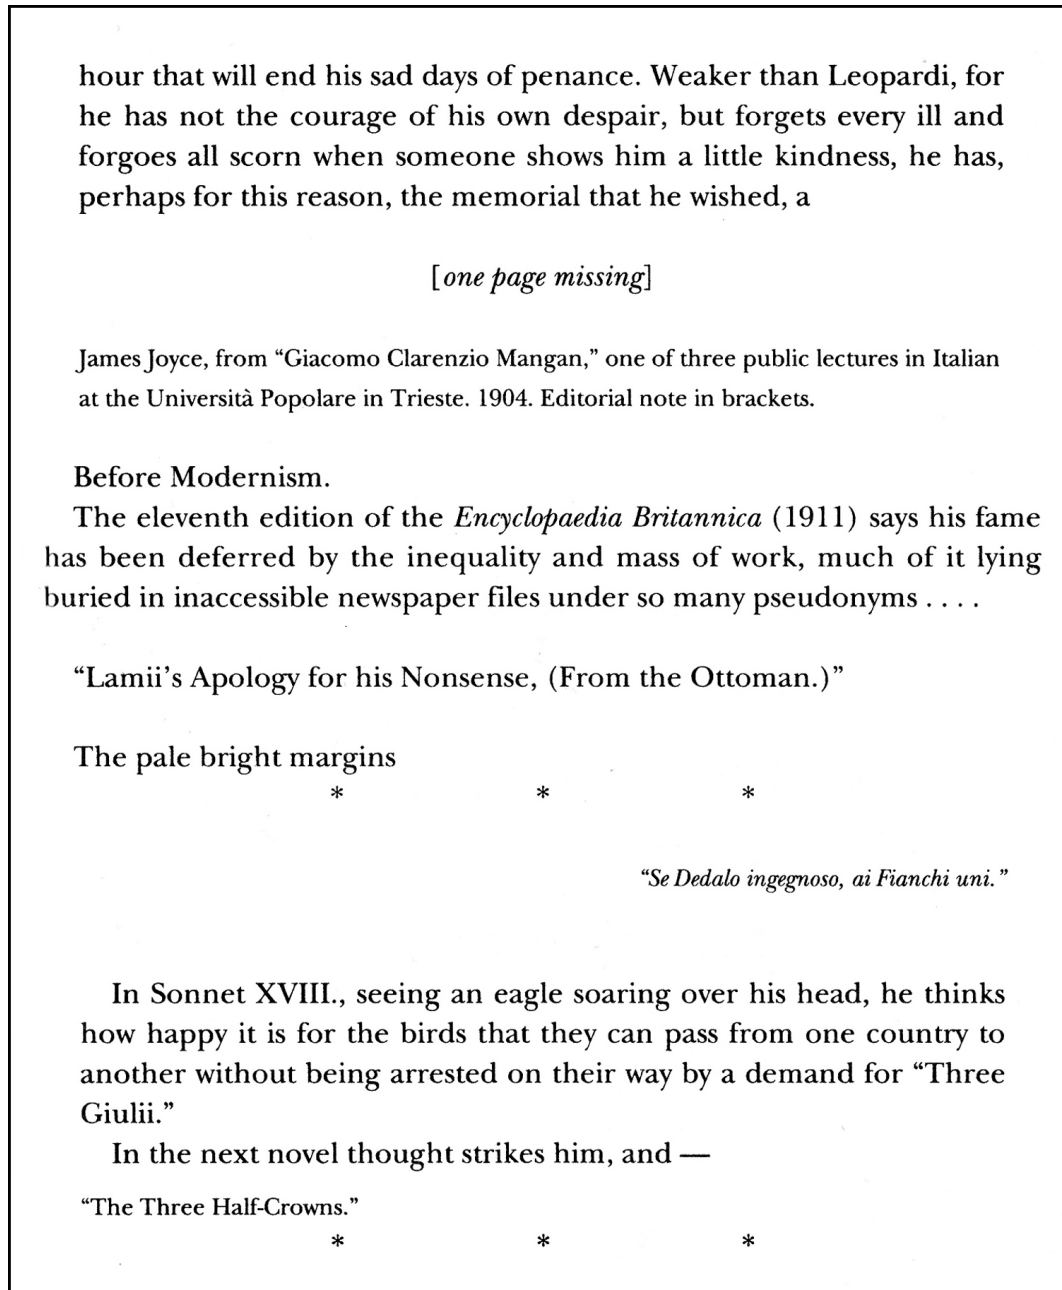 hour that will end his sad days of penance. Weaker than Leopardi, for
he has not the courage of his own despair, but forgets every ill and
forgoes all scorn when someone shows him a little kindness, he has,
perhaps for this reason, the memorial that he wished, a
[one page missing]
James Joyce, from “Giacomo Clarenzio Mangan,” one of three public lectures in Italian
at the Università Popolare in Trieste. 1904. Editorial note in brackets.
Before Modernism.
The eleventh edition of the Encyclopaedia Britannica (1911) says his fame
has been deferred by the inequality and mass of work, much of it lying
buried in inaccessible newspaper files under so many pseudonyms . . . .
“Lamii’s Apology for his Nonsense, (From the Ottoman.)”
The pale bright margins
* * *
“Se Dedalo ingegnoso, ai Fianchi uni.”
In Sonnet XVIII., seeing an eagle soaring over his head, he thinks
how happy it is for the birds that they can pass from one country to
another without being arrested on their way by a demand for “Three
Giulii.”
In the next novel thought strikes him, and —
“The Three Half-Crowns.”
* * *